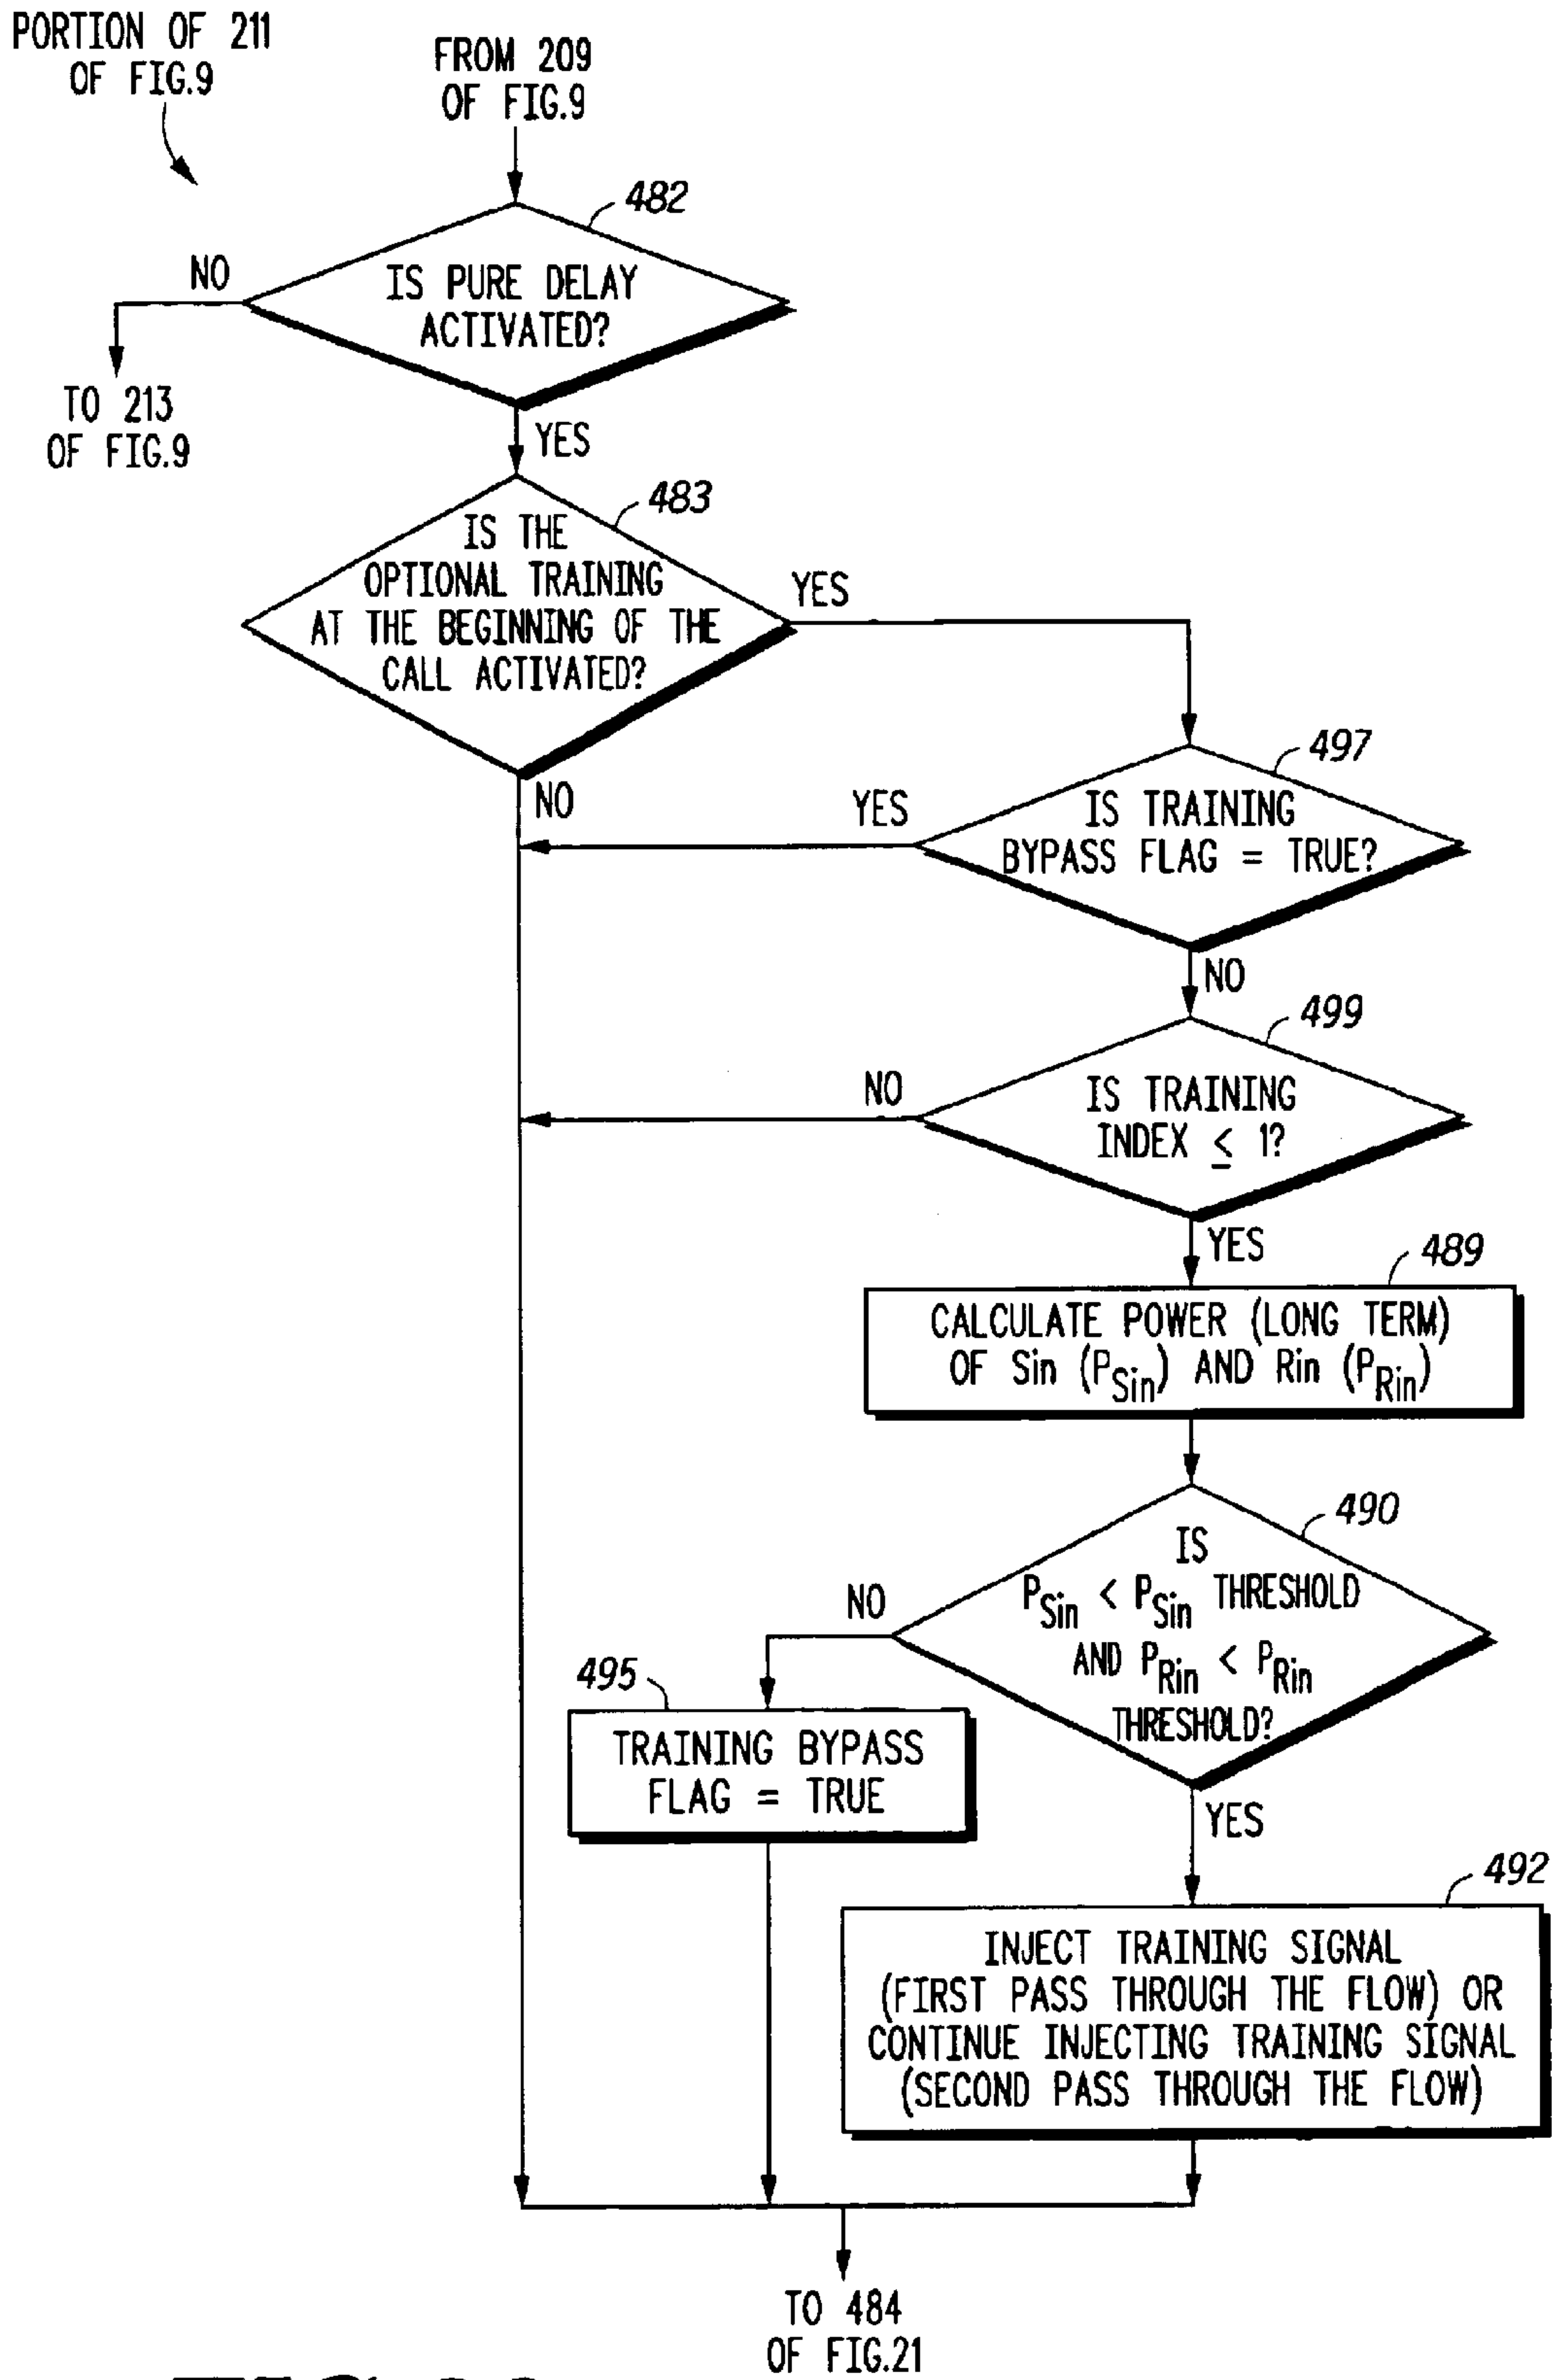 PORTION OF 211
OF FIG.9
FROM 209
OF FIG.9
482
IS PURE DELAY
ACTIVATED?
NO
TO 213
OF FIG.9
YES
483
IS THE
OPTIONAL TRAINING
AT THE BEGINNING OF THE
CALL ACTIVATED?
YES
NO
497
IS TRAINING
BYPASS FLAG = TRUE?
YES
NO
499
IS TRAINING
INDEX ≤ 1?
NO
YES
489
CALCULATE POWER (LONG TERM)
OF Sin (PSin) AND Rin (PRin)
490
IS
PSin < PSin THRESHOLD
AND PRin < PRin
THRESHOLD?
NO
495
TRAINING BYPASS
FLAG = TRUE
YES
492
INJECT TRAINING SIGNAL
(FIRST PASS THROUGH THE FLOW) OR
CONTINUE INJECTING TRAINING SIGNAL
(SECOND PASS THROUGH THE FLOW)
TO 484
OF FIG.21